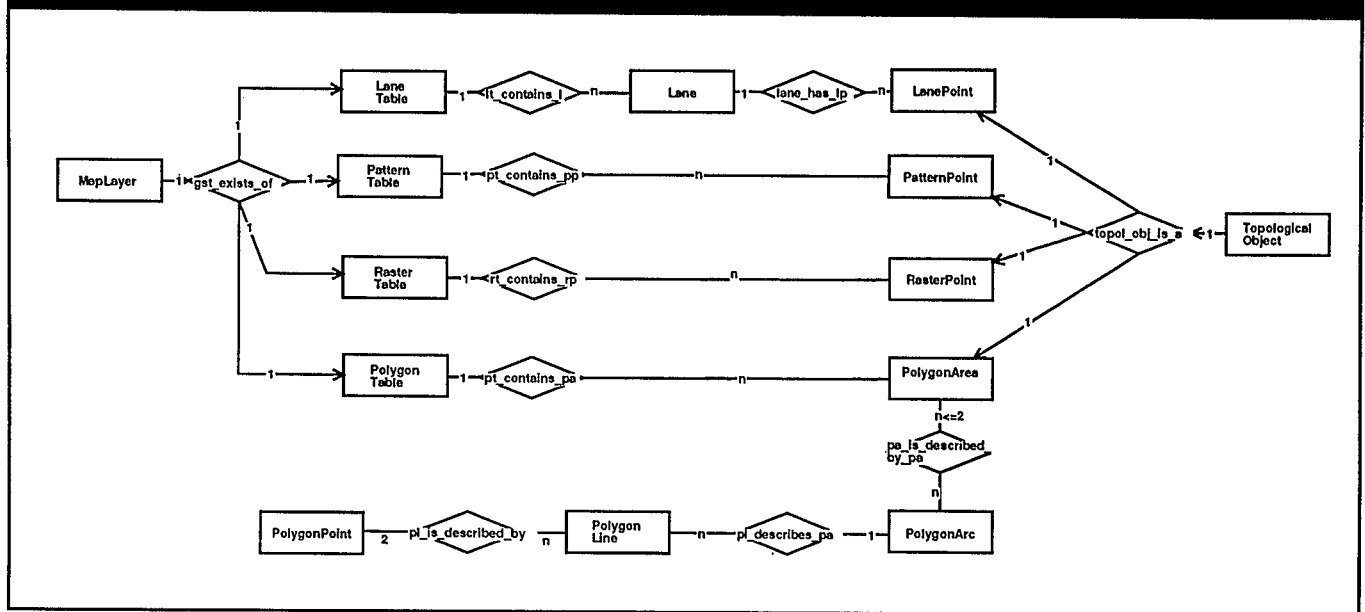 Lane
Table
1
lt_contains_l
n
Lane
1
lane_has_lp
n
LanePoint
1
1
MapLayer
1
gst_exists_of
1
Pattern
Table
1
pt_contains_pp
n
PatternPoint
1
topol_obj_is_a
1
Topological
Object
1
1
Raster
Table
1
rt_contains_rp
n
RasterPoint
1
1
Polygon
Table
1
pt_contains_pa
n
PolygonArea
n<=2
pa_is_described_
by_pa
n
PolygonPoint
2
pl_is_described_by
n
Polygon
Line
n
pl_describes_pa
1
PolygonArc